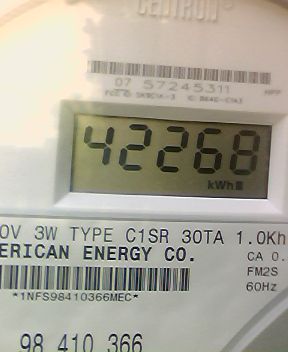 CENTRON®
07 57245311
42268
kWh
0V 3W TYPE C1SR 30TA 1.0Kh
ERICAN ENERGY CO.
CA 0.
FM2S
*1NFS98410366MEC*
60Hz
98 410 366